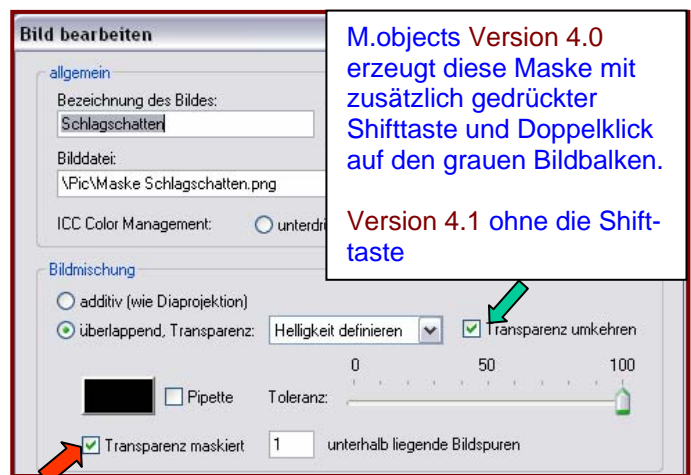 Bild bearbeiten
M.objects Version 4.0
erzeugt diese Maske mit
zusätzlich gedrückter
Shifttaste und Doppelklick
auf den grauen Bildbalken.
Version 4.1 ohne die Shift-
taste
allgemein
Bezeichnung des Bildes:
Schlagschatten
Bilddatei:
\Pic\Maske Schlagschatten.png
ICC Color Management:
Bildmischung
additiv (wie Diaprojektion)
überlappend, Transparenz: Helligkeit definieren Transparenz umkehren
0 50 100
Pipette Toleranz:
Transparenz maskiert 1 unterhalb liegende Bildspuren